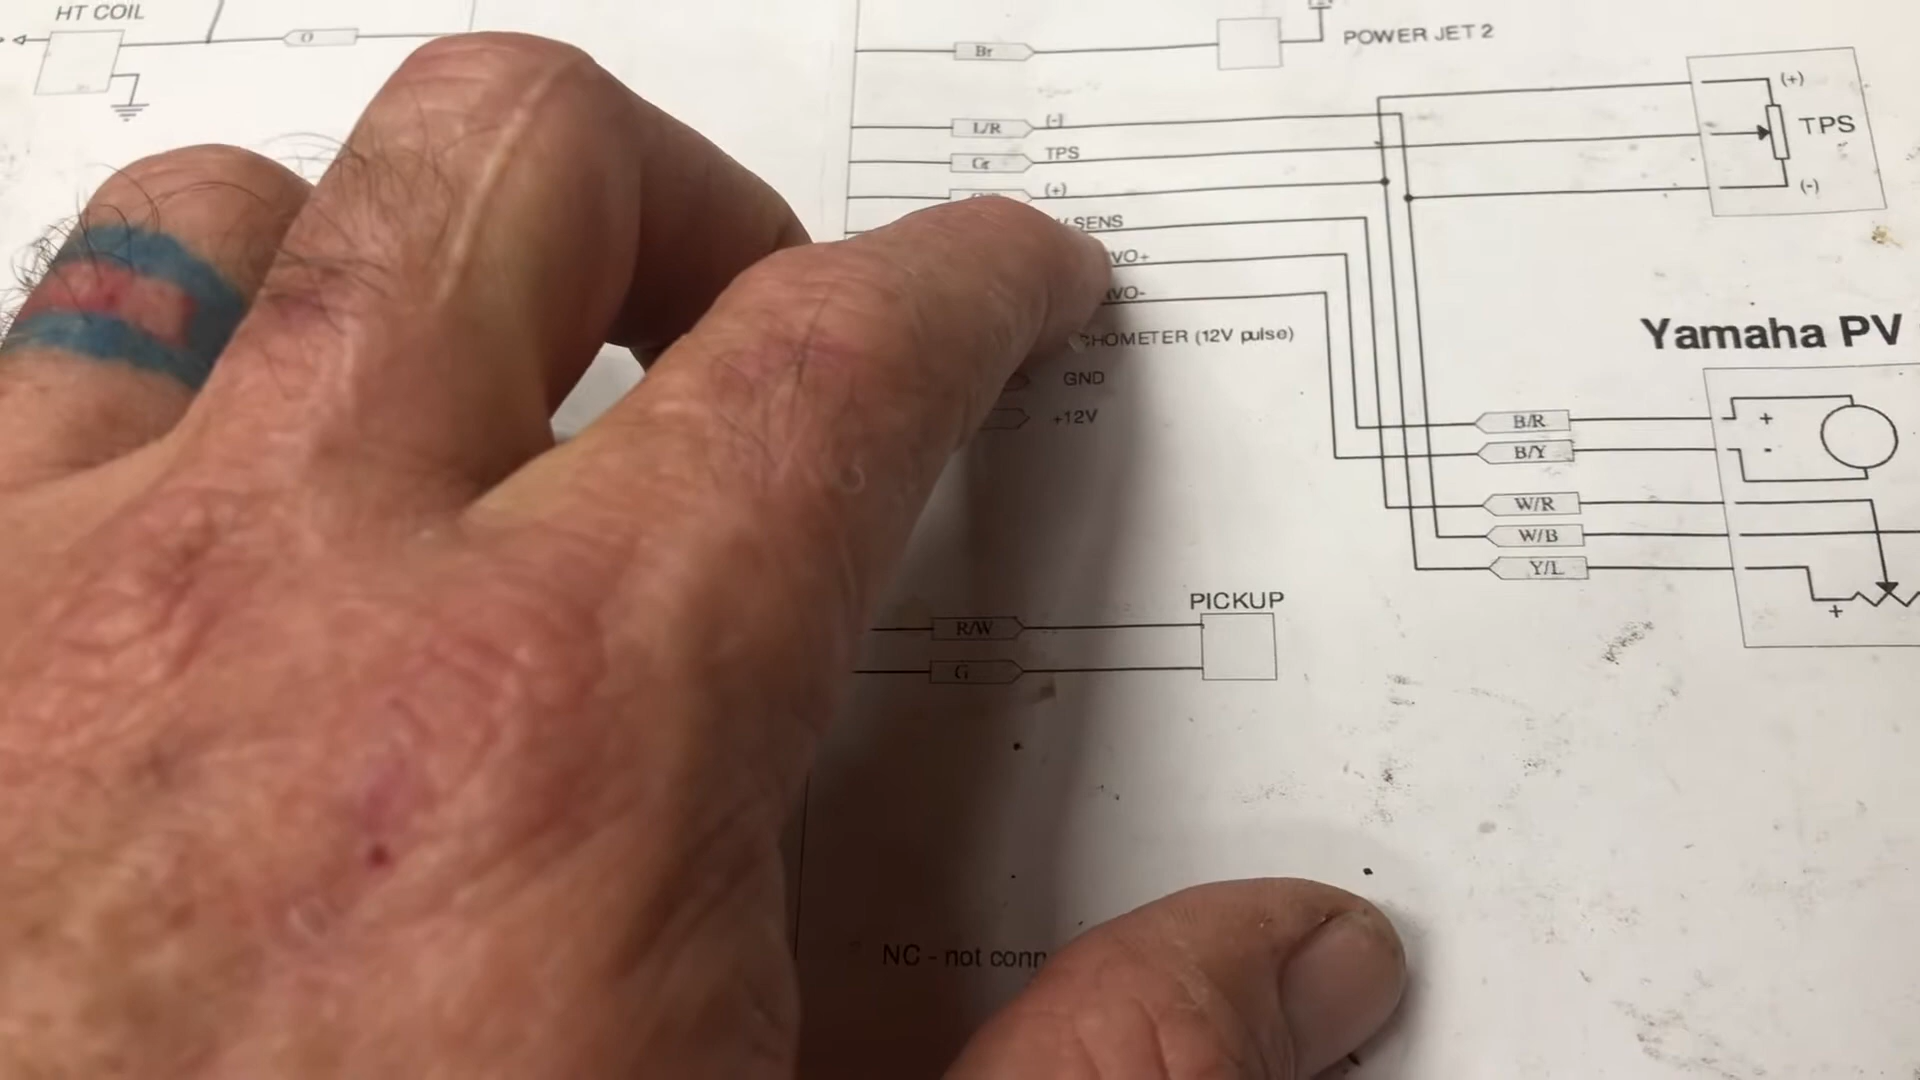 HT COIL
O
Br
POWER JET 2
(+)
L/R
(-)
TPS
Gr
TPS
(+)
(-)
SENS
VO+
VO-
HOMETER (12V pulse)
Yamaha PV
GND
+12V
B/R
+
B/Y
-
W/R
W/B
Y/L
+
PICKUP
R/W
G
NC - not conn